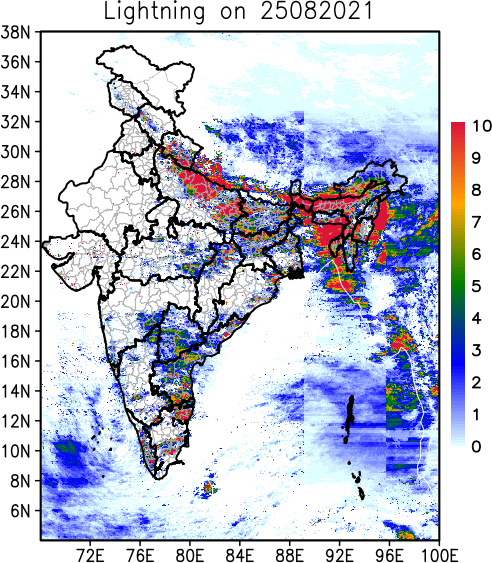 Lightning on 25082021
38N
36N
34N
32N
30N
28N
26N
24N
22N
20N
18N
16N
14N
12N
10N
8N
6N
72E 76E 80E 84E 88E 92E 96E 100E
10
9
8
7
6
5
4
3
2
1
0